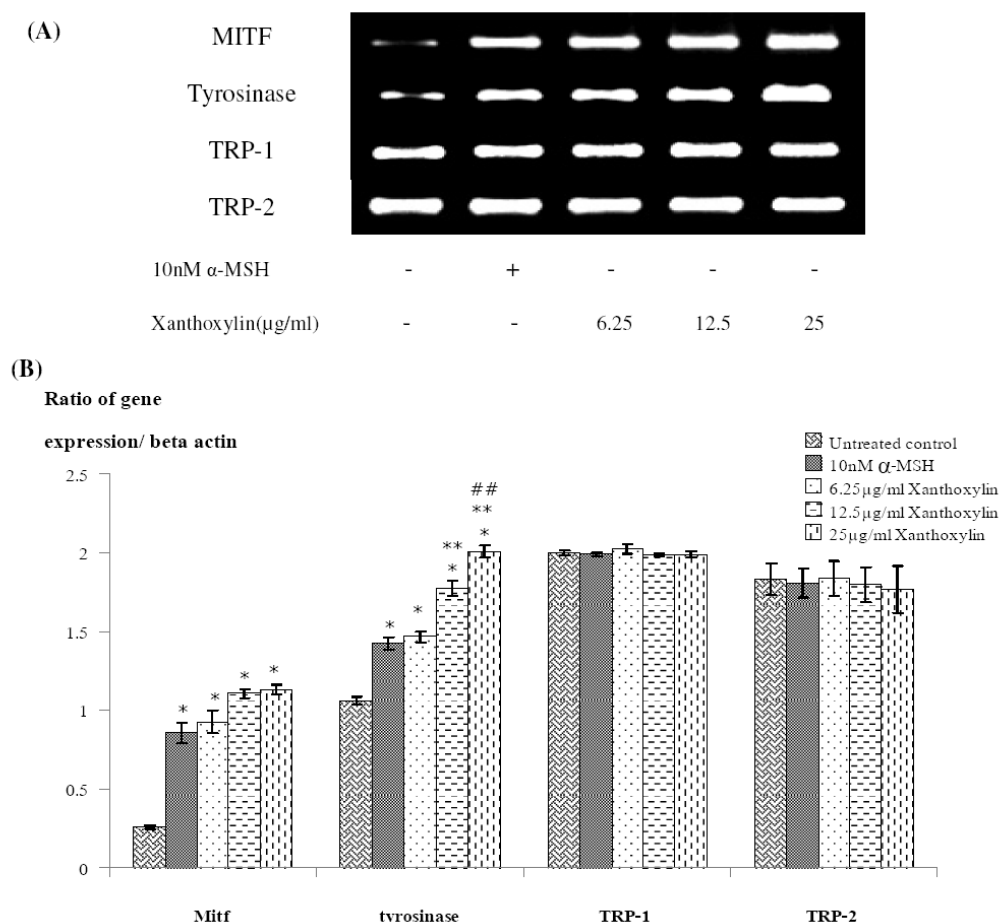 (A)
MITF
Tyrosinase
TRP-1
TRP-2
10nM α-MSH - + - - -
Xanthoxylin(µg/ml) - - 6.25 12.5 25
(B)
Ratio of gene
expression/ beta actin
Untreated control
10nM α-MSH
6.25µg/ml Xanthoxylin
12.5µg/ml Xanthoxylin
25µg/ml Xanthoxylin
2.5
2
1.5
1
0.5
0
* * * *
* * ** * ## ** *
Mitf tyrosinase TRP-1 TRP-2